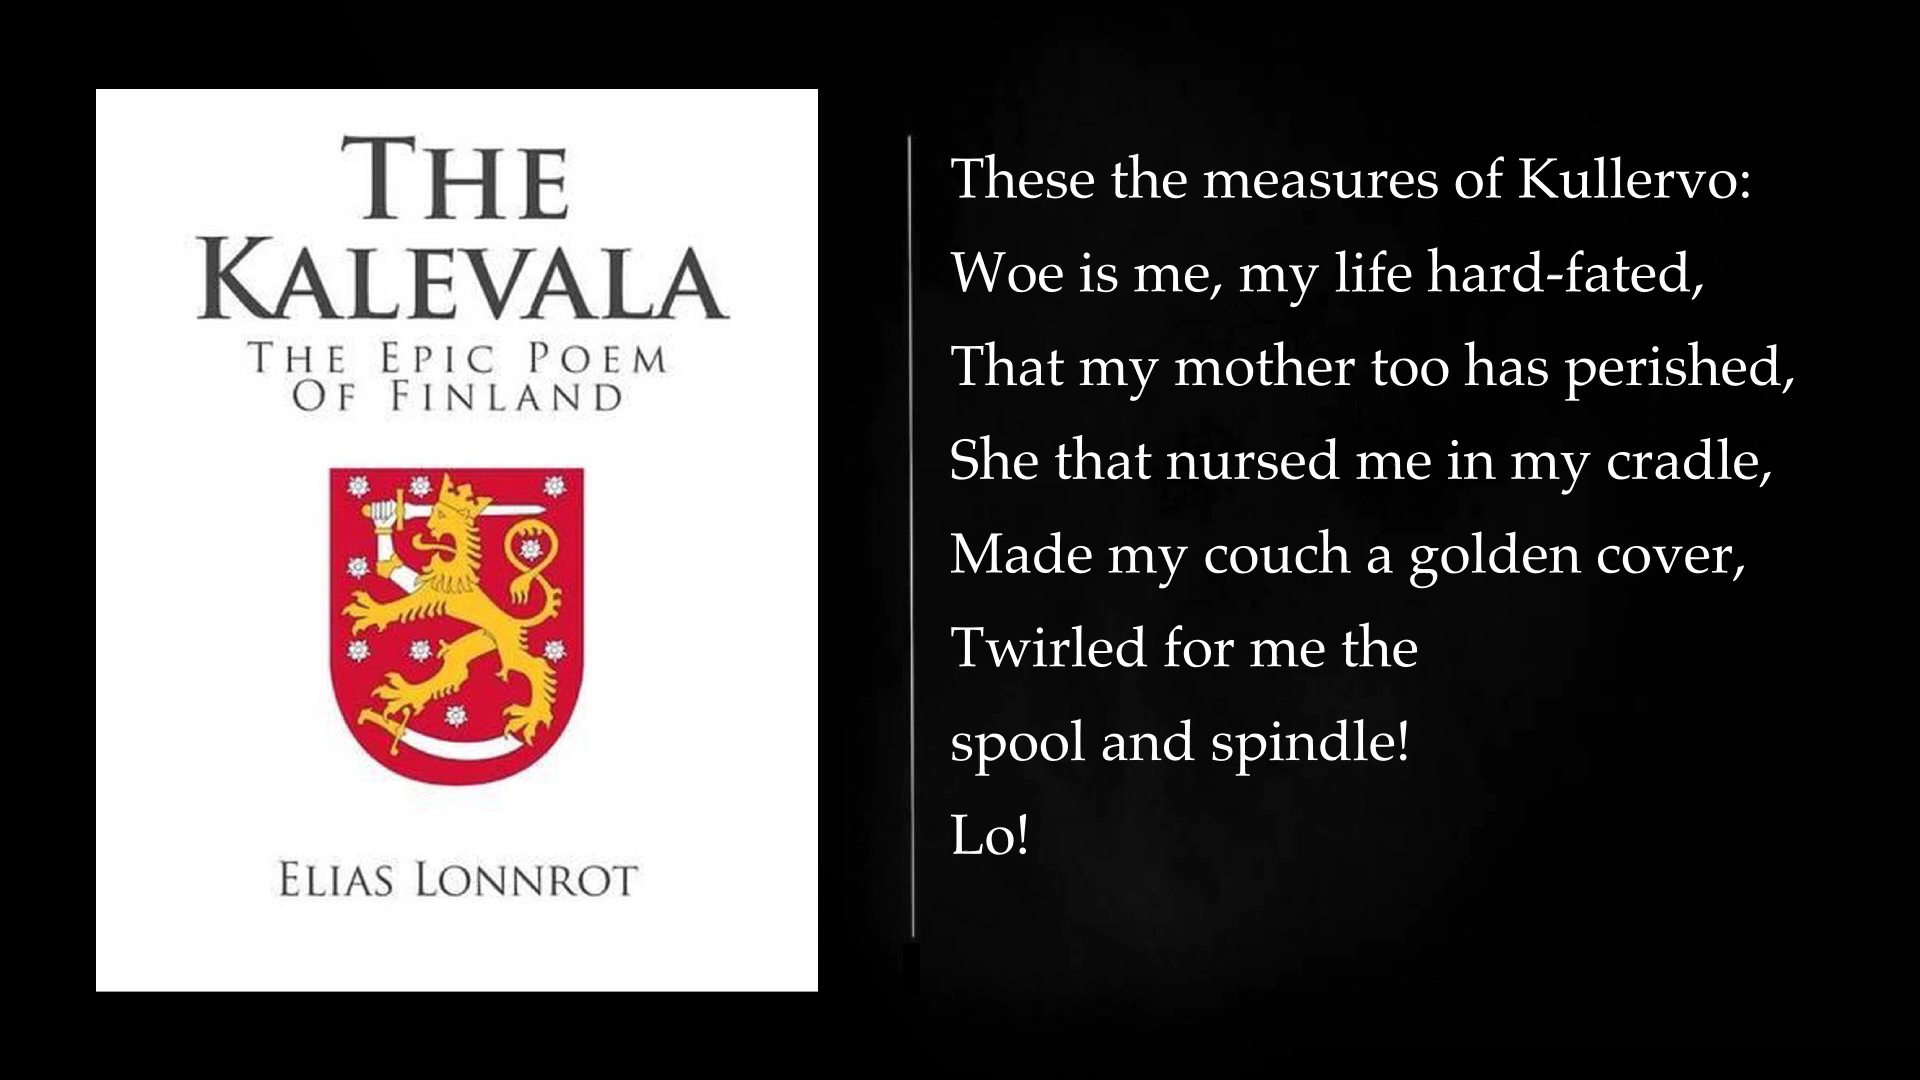 THE
KALEVALA
THE EPIC POEM
OF FINLAND
ELIAS LONNROT
These the measures of Kullervo:
Woe is me, my life hard-fated,
That my mother too has perished,
She that nursed me in my cradle,
Made my couch a golden cover,
Twirled for me the
spool and spindle!
Lo!